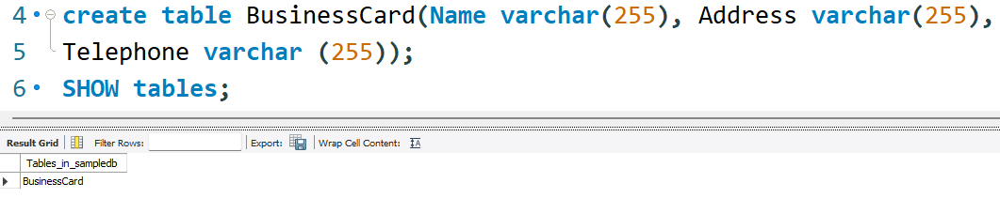 4 create table BusinessCard(Name varchar(255), Address varchar(255),
5 Telephone varchar (255));
6 SHOW tables;
Result Grid Filter Rows: Export: Wrap Cell Content: IA
Tables_in_sampledb
BusinessCard